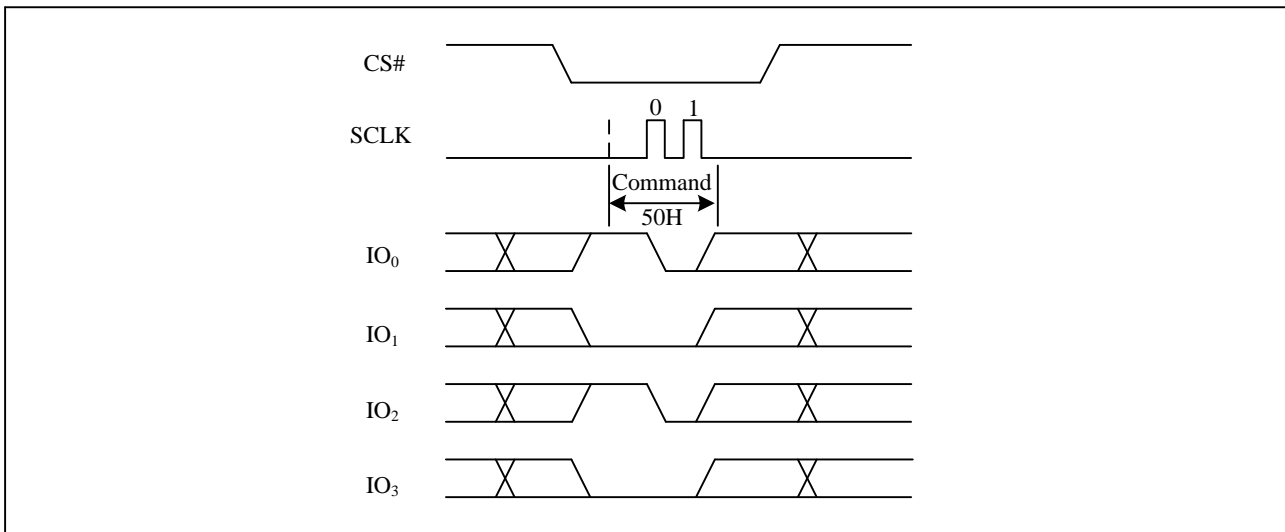 CS#
0 1
SCLK
Command
50H
IO₀
IO₁
IO₂
IO₃